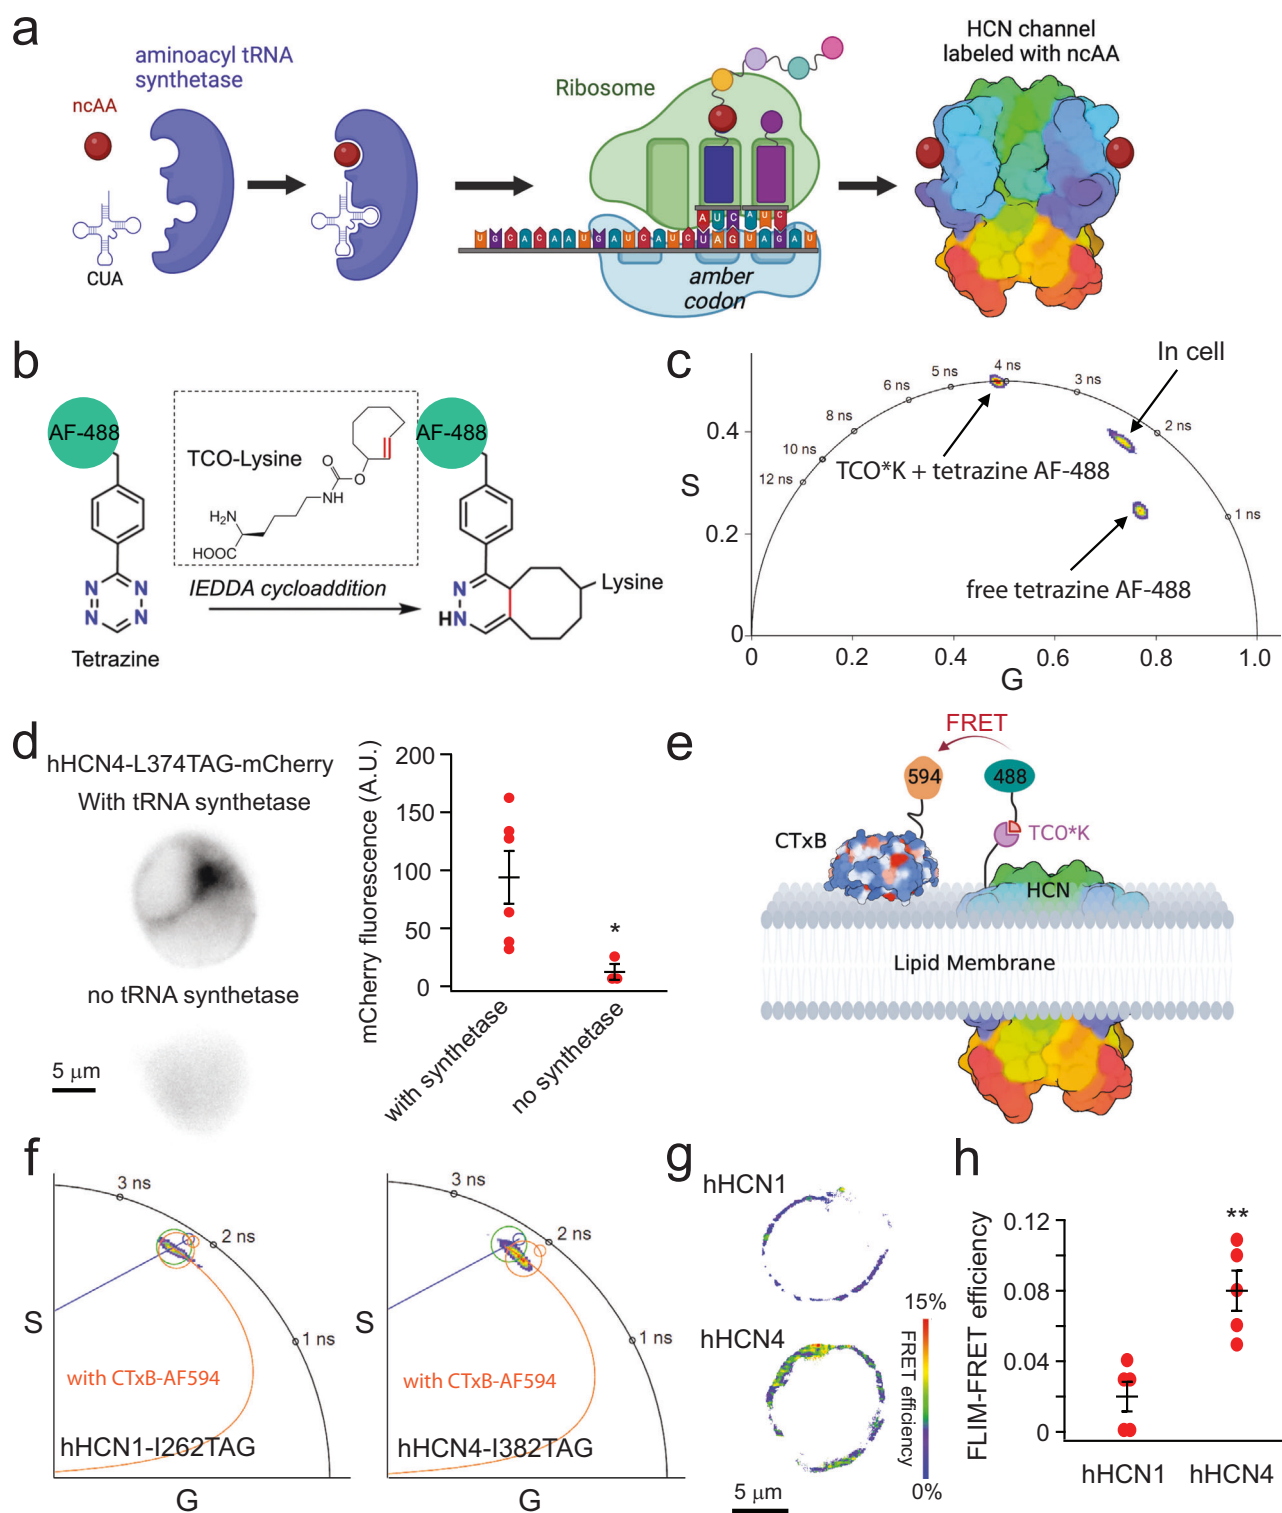 a
ncAA
aminoacyl tRNA
synthetase
CUA
Ribosome
A U C A U C
U G C A C A A U G A U C A U C U A G U A G A U
amber
codon
HCN channel
labeled with ncAA
b
AF-488
TCO-Lysine
O
O
NH
H₂N
HOOC
N N
N N
Tetrazine
IEDDA cycloaddition
AF-488
N
H N
Lysine
c
In cell
S
0.4
0.2
0
12 ns
10 ns
8 ns
6 ns
5 ns
4 ns
3 ns
2 ns
1 ns
TCO*K + tetrazine AF-488
free tetrazine AF-488
0 0.2 0.4 0.6 0.8 1.0
G
d
hHCN4-L374TAG-mCherry
With tRNA synthetase
no tRNA synthetase
5 μm
mCherry fluorescence (A.U.)
200
150
100
50
0
*
with synthetase
no synthetase
e
FRET
594
488
CTxB
TCO*K
HCN
Lipid Membrane
f
3 ns
2 ns
1 ns
S
with CTxB-AF594
hHCN1-I262TAG
G
3 ns
2 ns
1 ns
S
with CTxB-AF594
hHCN4-I382TAG
G
g
hHCN1
hHCN4
15%
FRET efficiency
0%
5 μm
h
FLIM-FRET efficiency
0.12
0.08
0.04
0
**
hHCN1
hHCN4